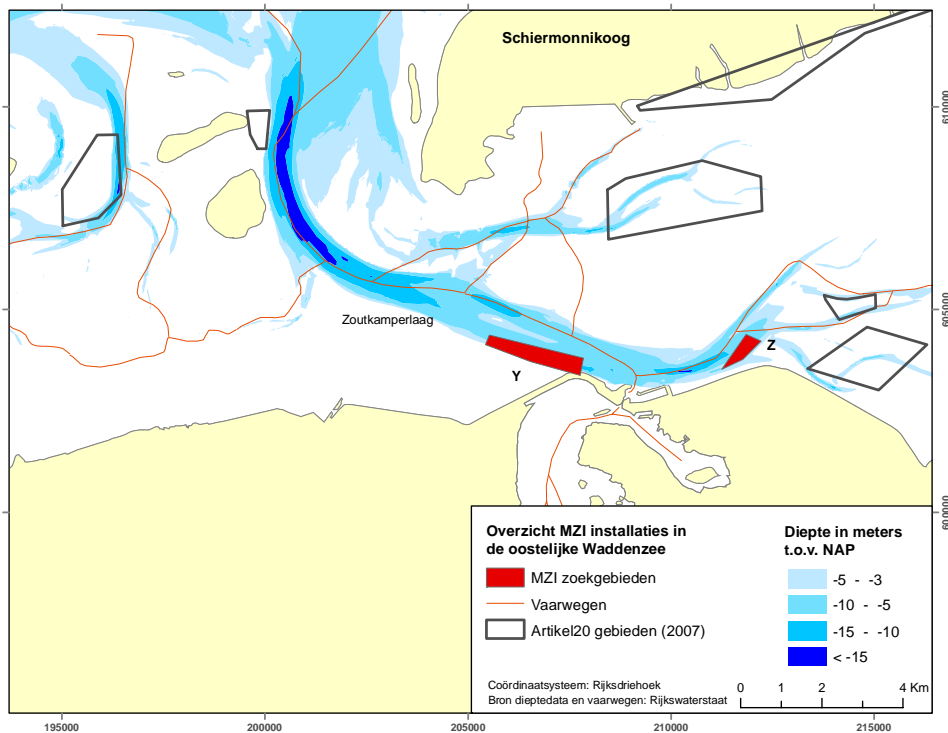 Schiermonnikoog
610000
605000
Zoutkamperlaag
Z
Y
600000
Overzicht MZI installaties in
de oostelijke Waddenzee
MZI zoekgebieden
Vaarwegen
Artikel20 gebieden (2007)
Diepte in meters
t.o.v. NAP
-5 - -3
-10 - -5
-15 - -10
< -15
Coördinaatsysteem: Rijksdriehoek
Bron dieptedata en vaarwegen: Rijkswaterstaat
0 1 2 4 Km
195000 200000 205000 210000 215000